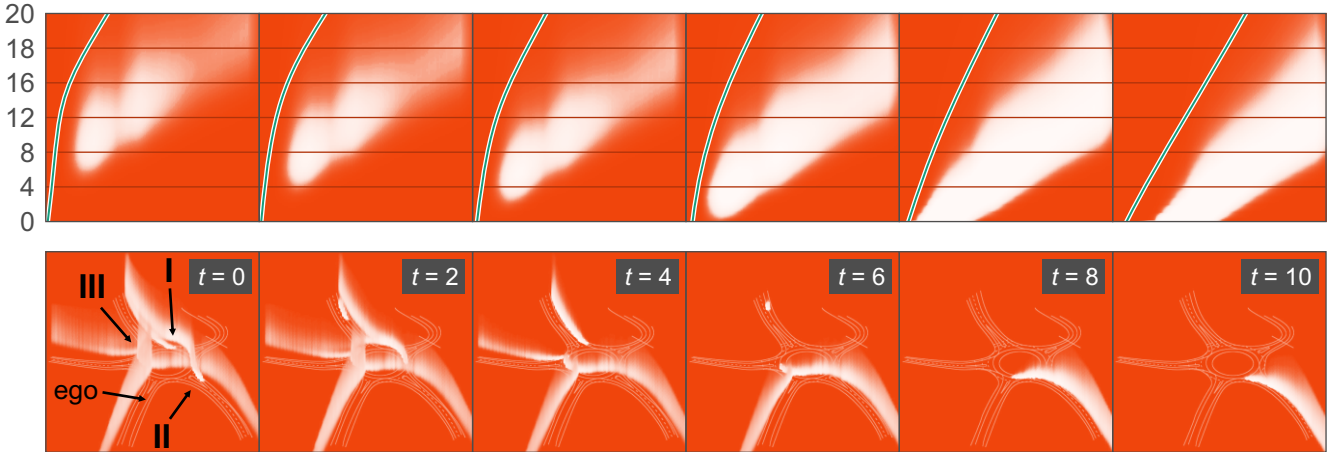 20
18
16
12
8
4
0
t = 0
t = 2
t = 4
t = 6
t = 8
t = 10
I
III
ego
II